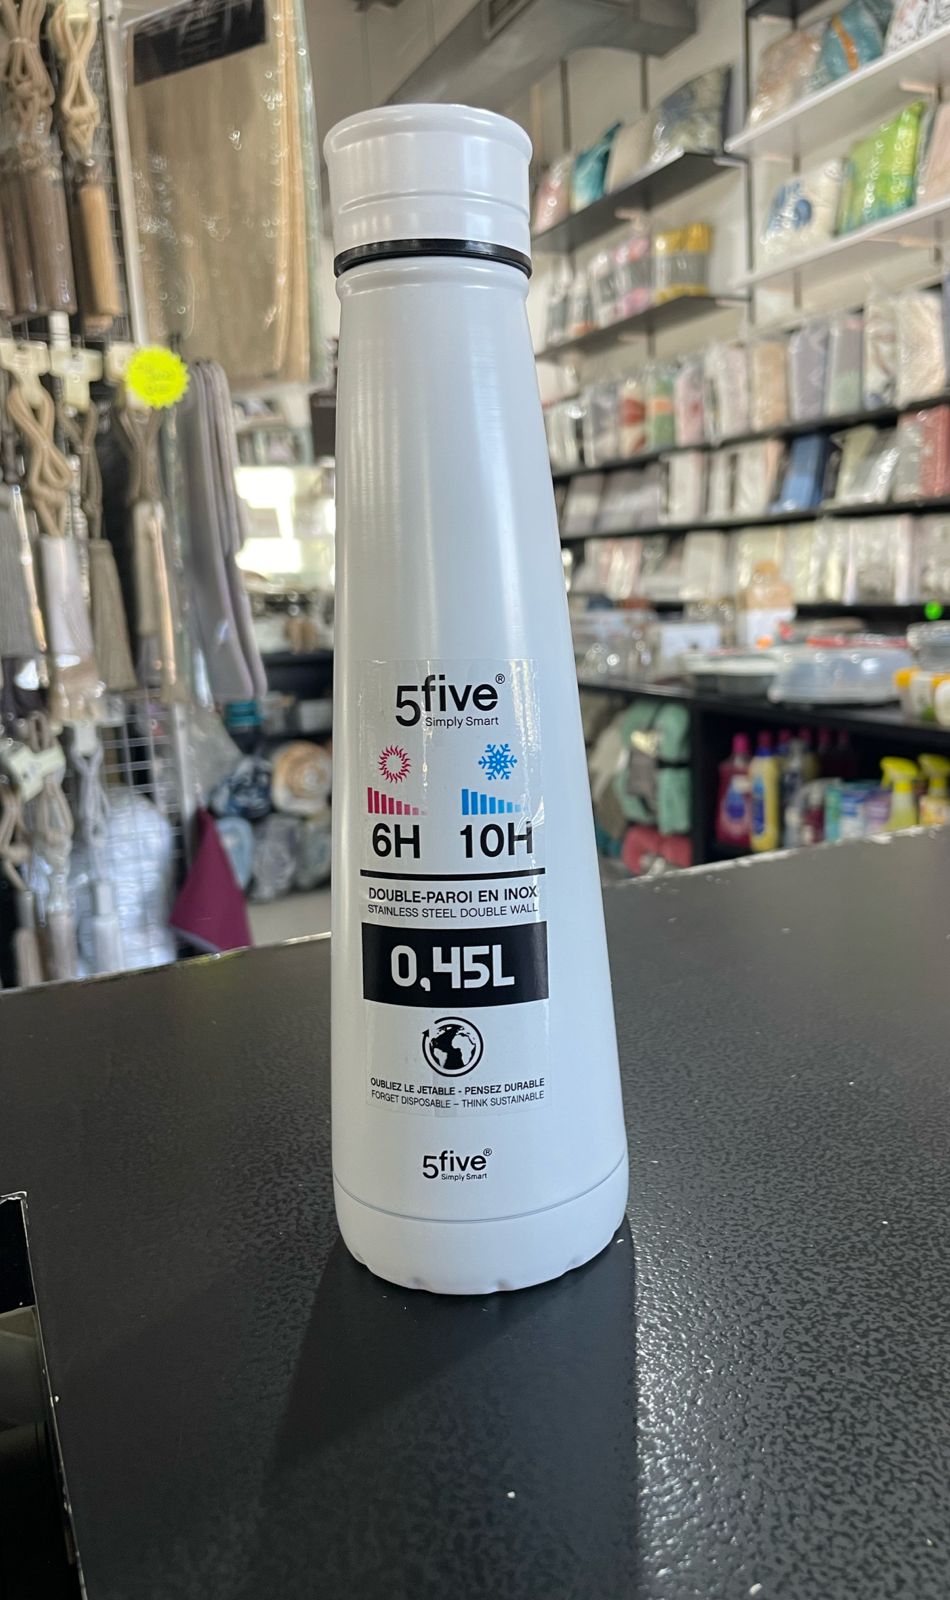 5five®
Simply Smart
6H 10H
DOUBLE-PAROI EN INOX
STAINLESS STEEL DOUBLE WALL
0,45L
OUBLIEZ LE JETABLE - PENSEZ DURABLE
FORGET DISPOSABLE – THINK SUSTAINABLE
5five®
Simply Smart